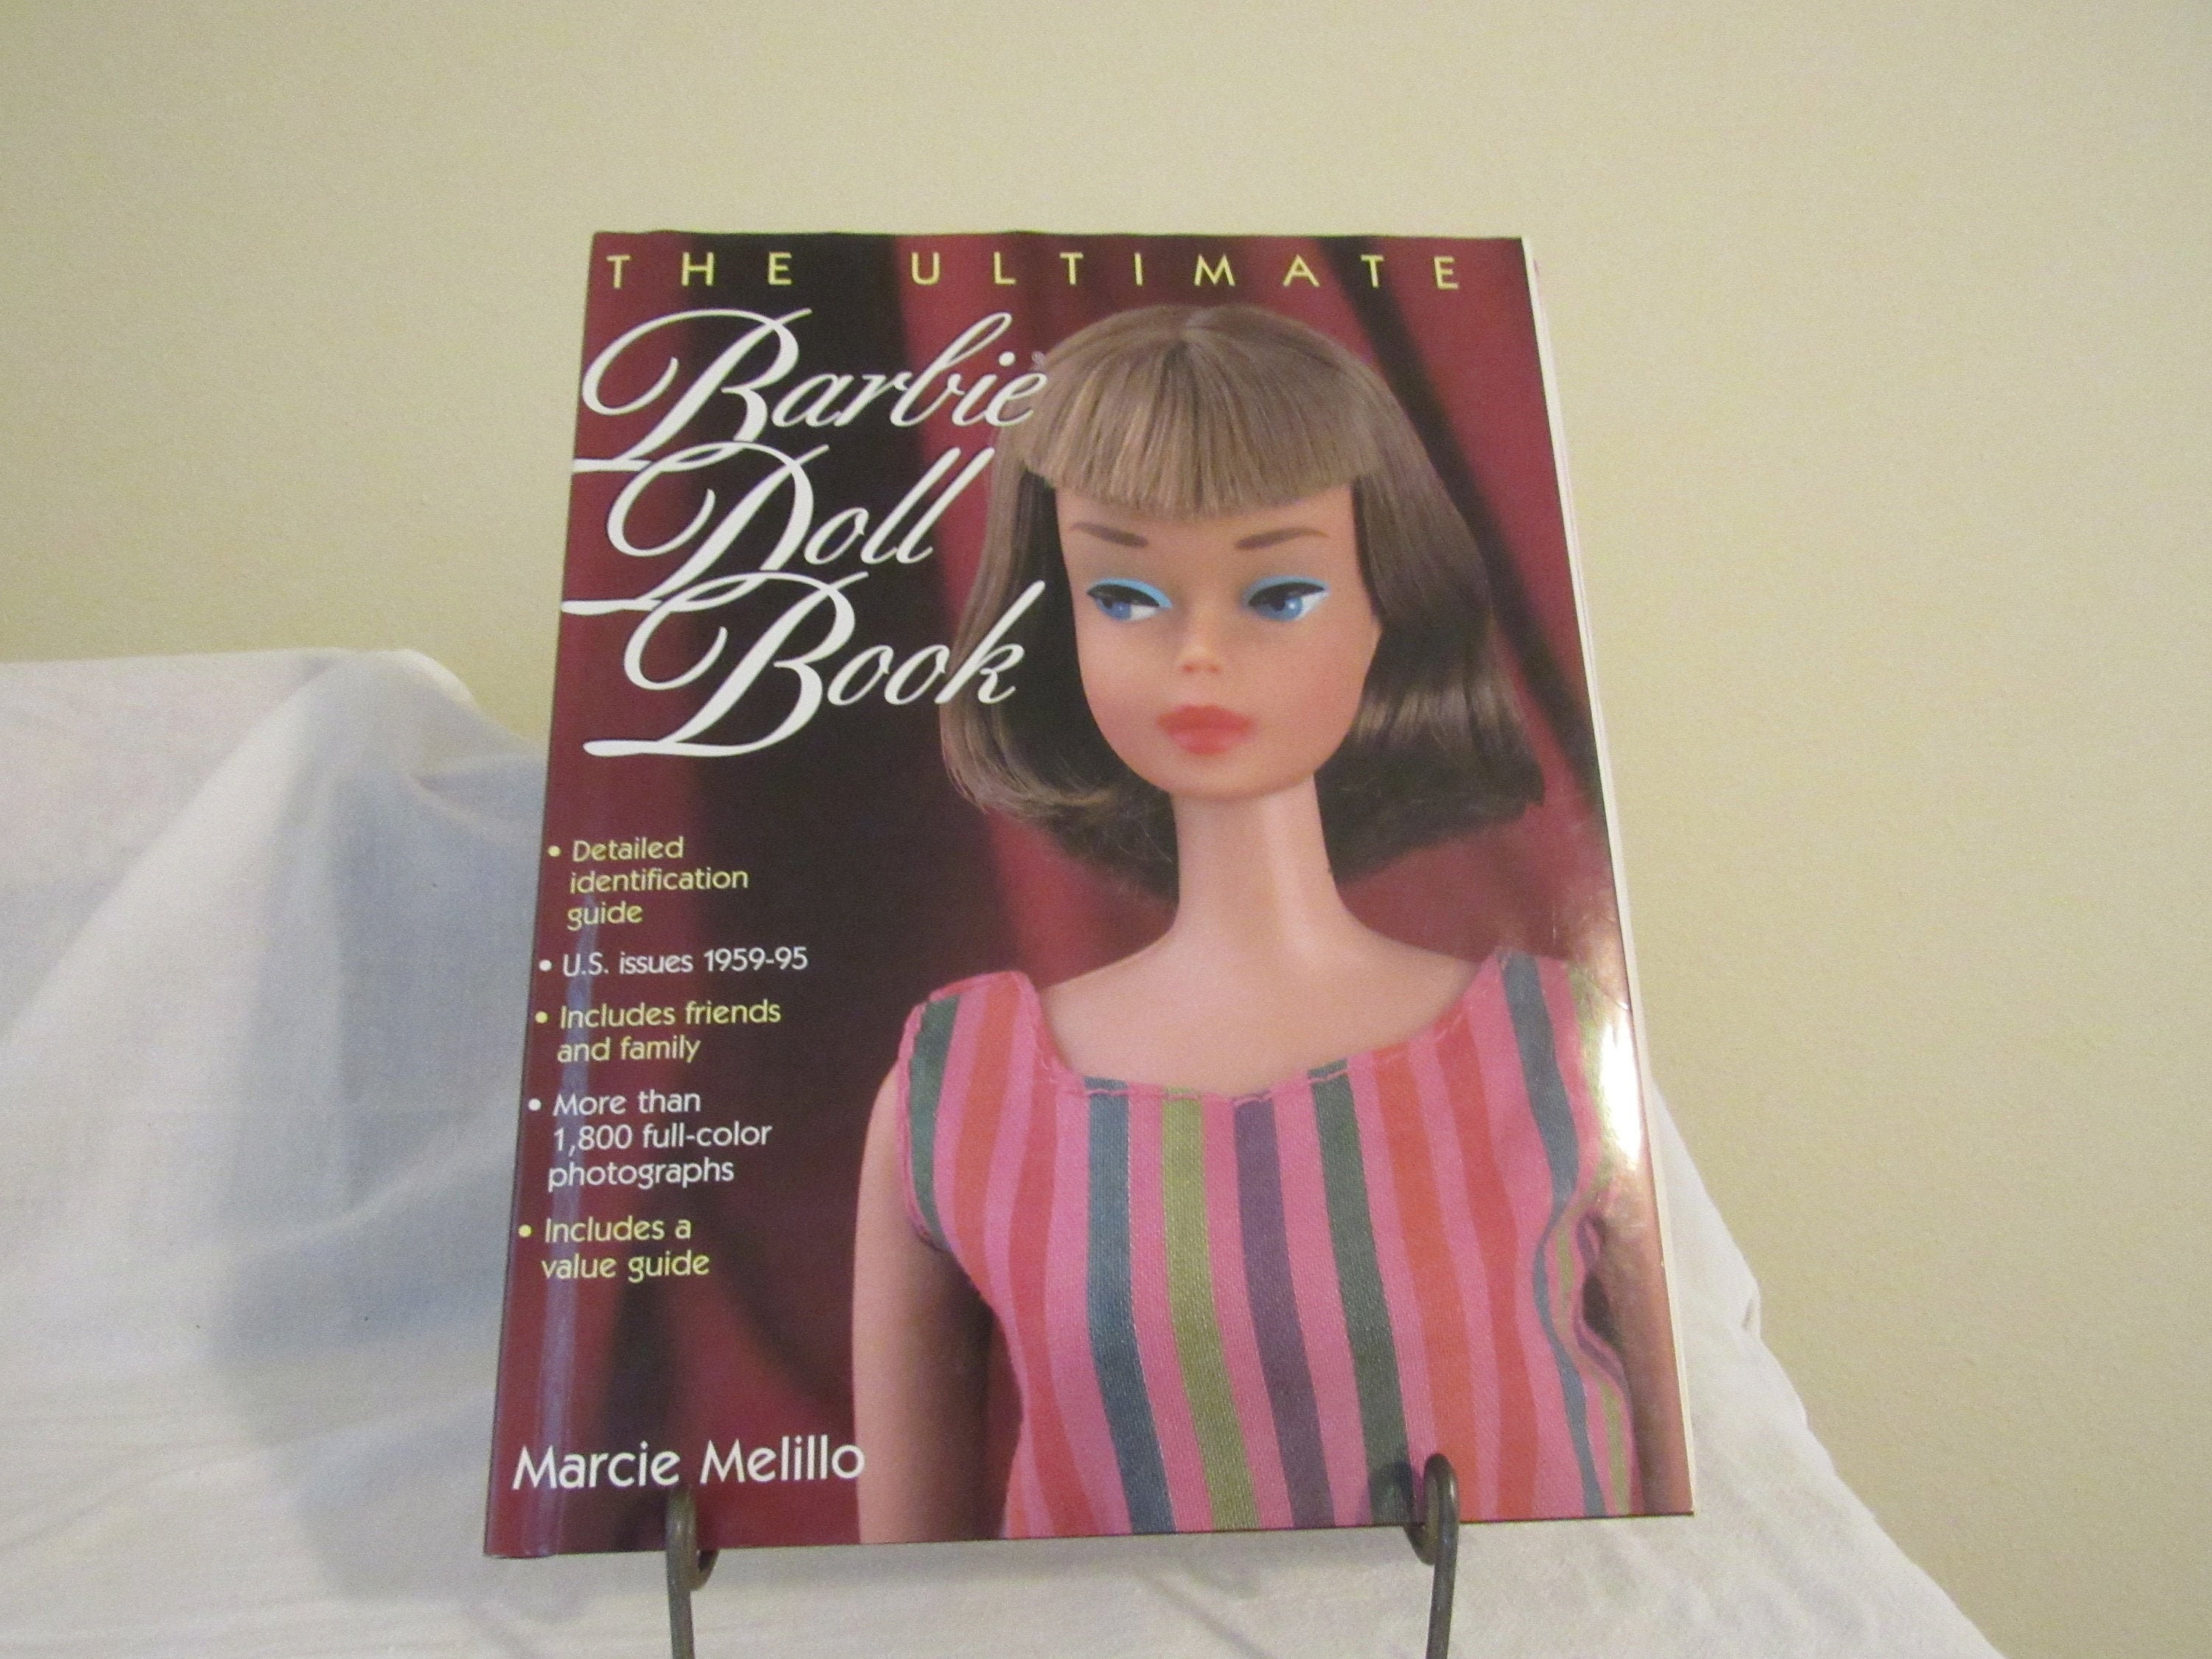 THE ULTIMATE
Barbie
Doll
Book
• Detailed
identification
guide
• U.S. issues 1959-95
• Includes friends
and family
• More than
1,800 full-color
photographs
• Includes a
value guide
Marcie Melillo